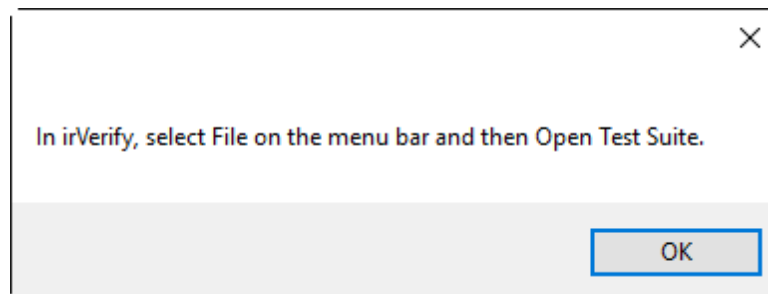 In irVerify, select File on the menu bar and then Open Test Suite.
OK